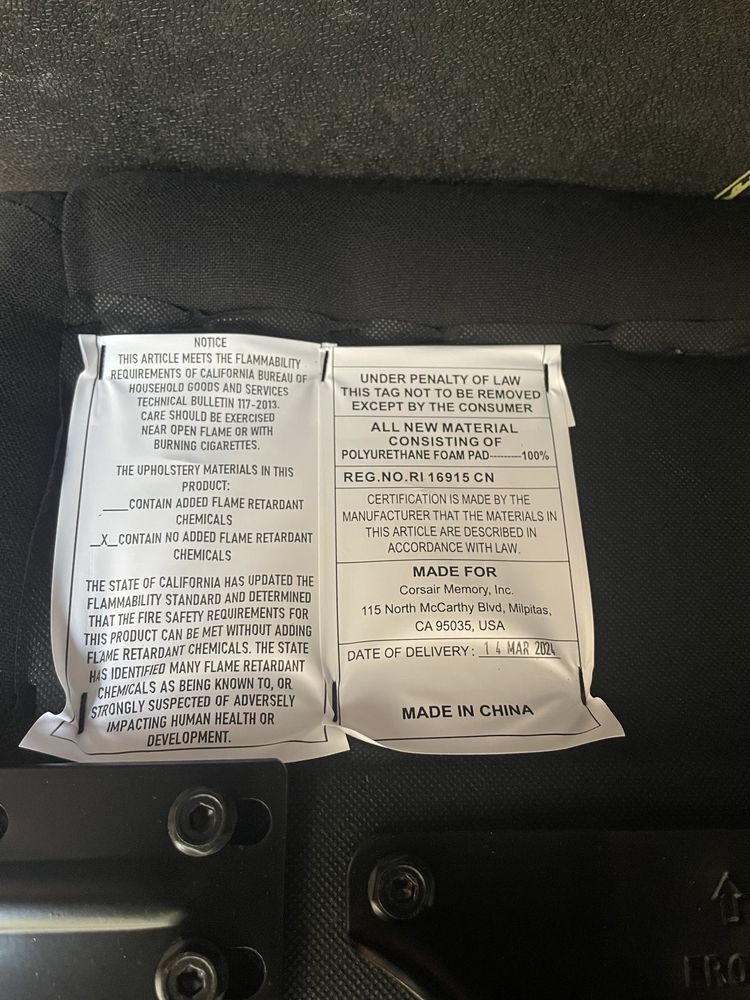 NOTICE
THIS ARTICLE MEETS THE FLAMMABILITY
REQUIREMENTS OF CALIFORNIA BUREAU OF
HOUSEHOLD GOODS AND SERVICES
TECHNICAL BULLETIN 117-2013.
CARE SHOULD BE EXERCISED
NEAR OPEN FLAME OR WITH
BURNING CIGARETTES.
THE UPHOLSTERY MATERIALS IN THIS
PRODUCT:
____CONTAIN ADDED FLAME RETARDANT
CHEMICALS
_X_CONTAIN NO ADDED FLAME RETARDANT
CHEMICALS
THE STATE OF CALIFORNIA HAS UPDATED THE
FLAMMABILITY STANDARD AND DETERMINED
THAT THE FIRE SAFETY REQUIREMENTS FOR
THIS PRODUCT CAN BE MET WITHOUT ADDING
FLAME RETARDANT CHEMICALS. THE STATE
HAS IDENTIFIED MANY FLAME RETARDANT
CHEMICALS AS BEING KNOWN TO, OR
STRONGLY SUSPECTED OF ADVERSELY
IMPACTING HUMAN HEALTH OR
DEVELOPMENT.
UNDER PENALTY OF LAW
THIS TAG NOT TO BE REMOVED
EXCEPT BY THE CONSUMER
ALL NEW MATERIAL
CONSISTING OF
POLYURETHANE FOAM PAD---------100%
REG.NO.RI 16915 CN
CERTIFICATION IS MADE BY THE
MANUFACTURER THAT THE MATERIALS IN
THIS ARTICLE ARE DESCRIBED IN
ACCORDANCE WITH LAW.
MADE FOR
Corsair Memory, Inc.
115 North McCarthy Blvd, Milpitas,
CA 95035, USA
DATE OF DELIVERY: 14 MAR 2024
MADE IN CHINA